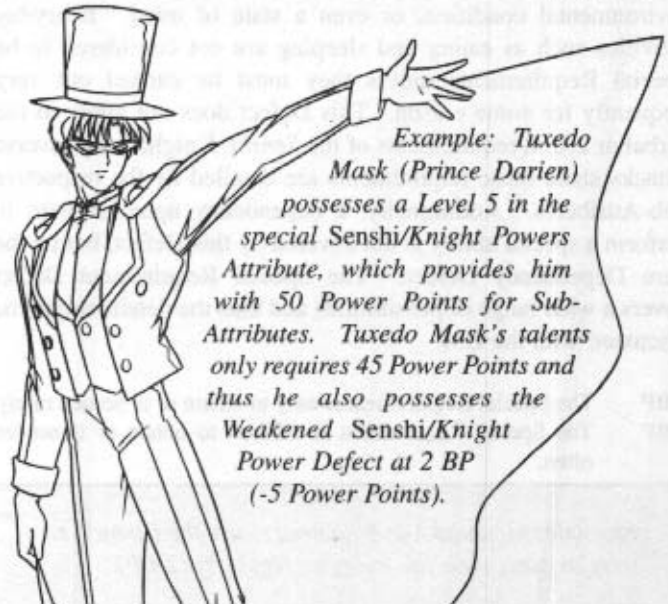 Example: Tuxedo
Mask (Prince Darien)
possesses a Level 5 in the
special Senshi/Knight Powers
Attribute, which provides him
with 50 Power Points for Sub-
Attributes. Tuxedo Mask's talents
only requires 45 Power Points and
thus he also possesses the
Weakened Senshi/Knight
Power Defect at 2 BP
(-5 Power Points).